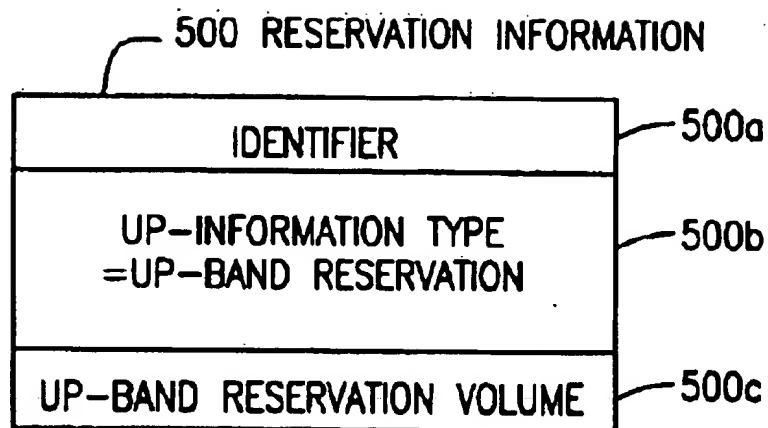 500 RESERVATION INFORMATION
IDENTIFIER
500a
UP-INFORMATION TYPE
=UP-BAND RESERVATION
500b
UP-BAND RESERVATION VOLUME
500c